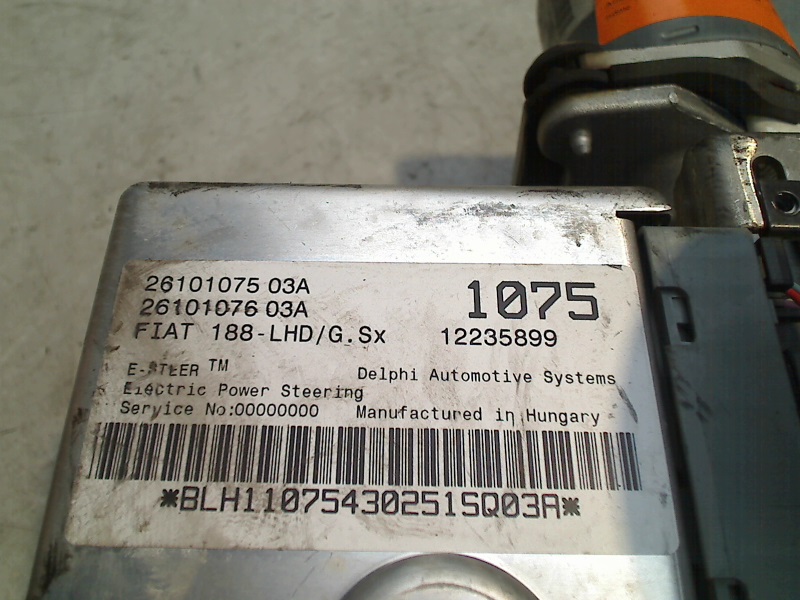 26101075 03A
1075
26101076 03A
FIAT 188-LHD/G.Sx
12235899
E-STEER TM
Delphi Automotive Systems
Electric Power Steering
Service No:00000000
Manufactured in Hungary
*BLH11075430251SQ03A*